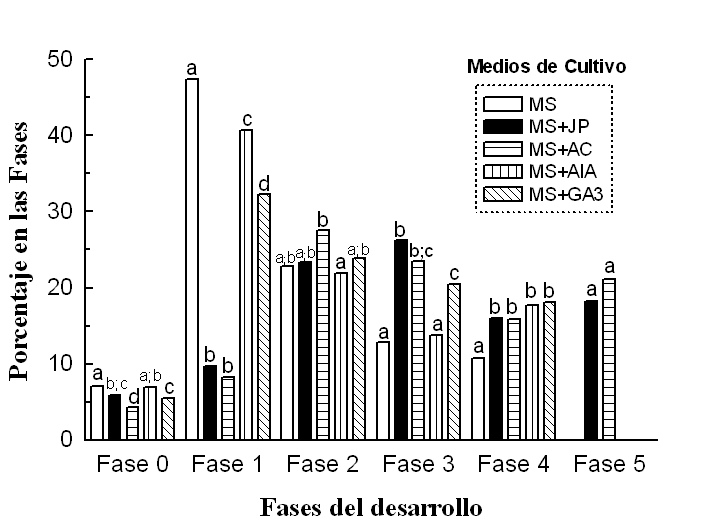 50
40
30
20
10
0
Porcentaje en las Fases
Medios de Cultivo
MS
MS+JP
MS+AC
MS+AIA
MS+GA3
a b;c d a;b c
a b b c d
a;b a;b b a a;b
a b b;c a c
a b b b b
a a
Fase 0 Fase 1 Fase 2 Fase 3 Fase 4 Fase 5
Fases del desarrollo